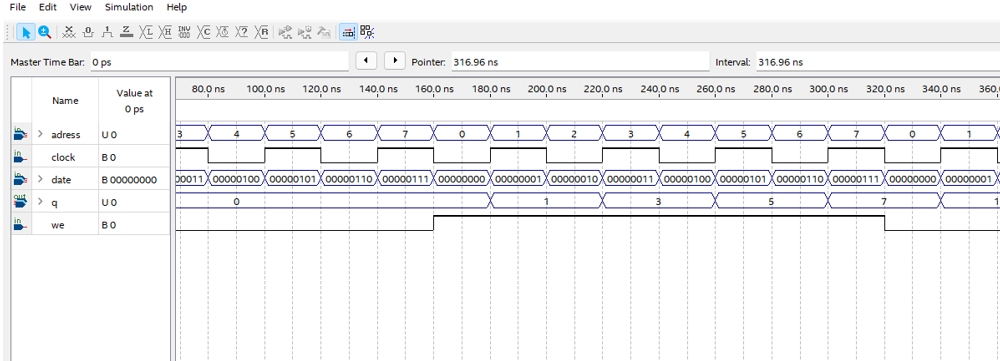 File Edit View Simulation Help
Master Time Bar: 0 ps Pointer: 316.96 ns Interval: 316.96 ns
Name Value at 0 ps 80.0 ns 100.0 ns 120.0 ns 140.0 ns 160.0 ns 180.0 ns 200.0 ns 220.0 ns 240.0 ns 260.0 ns 280.0 ns 300.0 ns 320.0 ns 340.0 ns 360.
in adress U 0 3 4 5 6 7 0 1 2 3 4 5 6 7 0 1
in clock B 0
in date B 00000000 00011 00000100 00000101 00000110 00000111 00000000 00000001 00000010 00000011 00000100 00000101 00000110 00000111 00000000 00000001
out q U 0 0 1 3 5 7 1
in we B 0